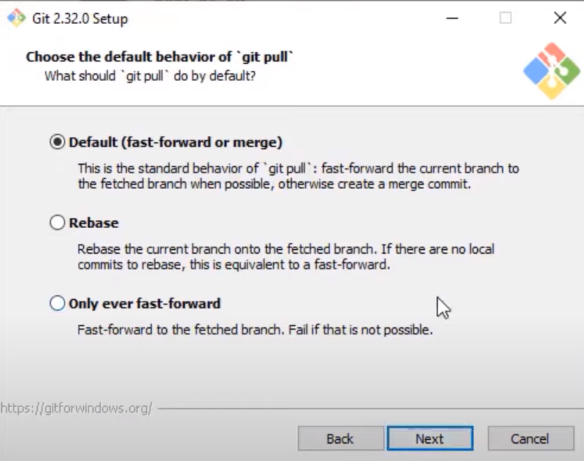 Git 2.32.0 Setup
Choose the default behavior of `git pull`
What should `git pull` do by default?
Default (fast-forward or merge)
This is the standard behavior of `git pull`: fast-forward the current branch to
the fetched branch when possible, otherwise create a merge commit.
Rebase
Rebase the current branch onto the fetched branch. If there are no local
commits to rebase, this is equivalent to a fast-forward.
Only ever fast-forward
Fast-forward to the fetched branch. Fail if that is not possible.
https://gitforwindows.org/
Back Next Cancel